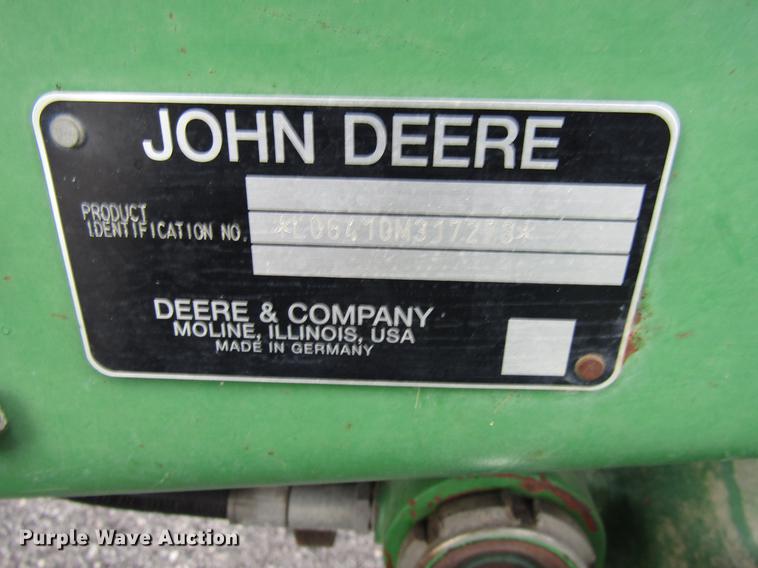 JOHN DEERE
PRODUCT
IDENTIFICATION NO.
DEERE & COMPANY
MOLINE, ILLINOIS, USA
MADE IN GERMANY
Purple Wave Auction